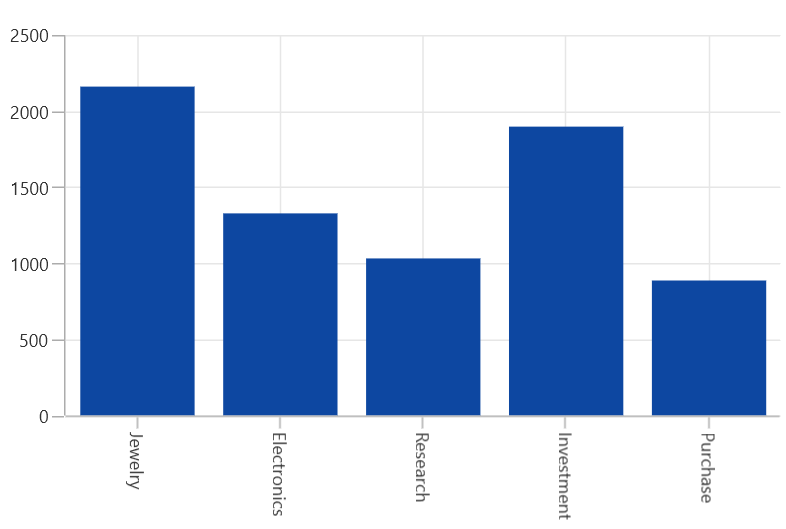 2500
2000
1500
1000
500
0
Jewelry
Electronics
Research
Investment
Purchase